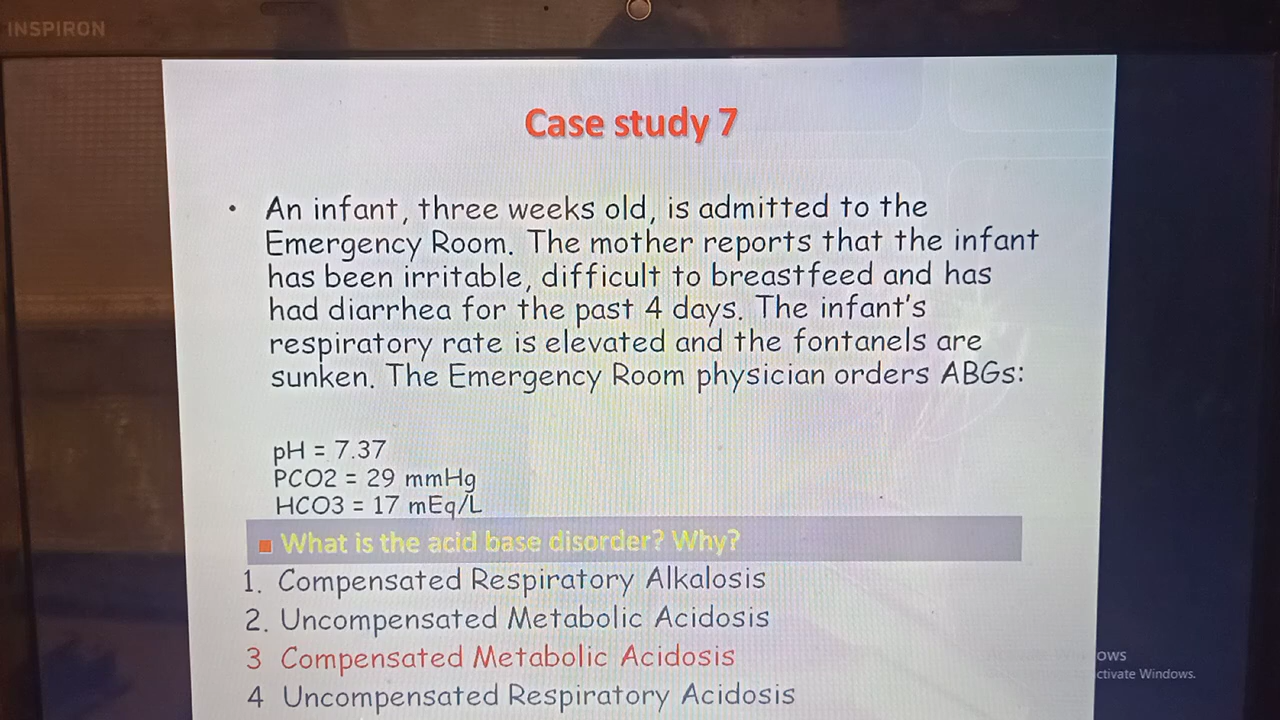 INSPIRON
Case study 7
• An infant, three weeks old, is admitted to the
Emergency Room. The mother reports that the infant
has been irritable, difficult to breastfeed and has
had diarrhea for the past 4 days. The infant's
respiratory rate is elevated and the fontanels are
sunken. The Emergency Room physician orders ABGs:
pH = 7.37
PCO2 = 29 mmHg
HCO3 = 17 mEq/L
What is the acid base disorder? Why?
1. Compensated Respiratory Alkalosis
2. Uncompensated Metabolic Acidosis
3 Compensated Metabolic Acidosis
4 Uncompensated Respiratory Acidosis
ows
ctivate Windows.